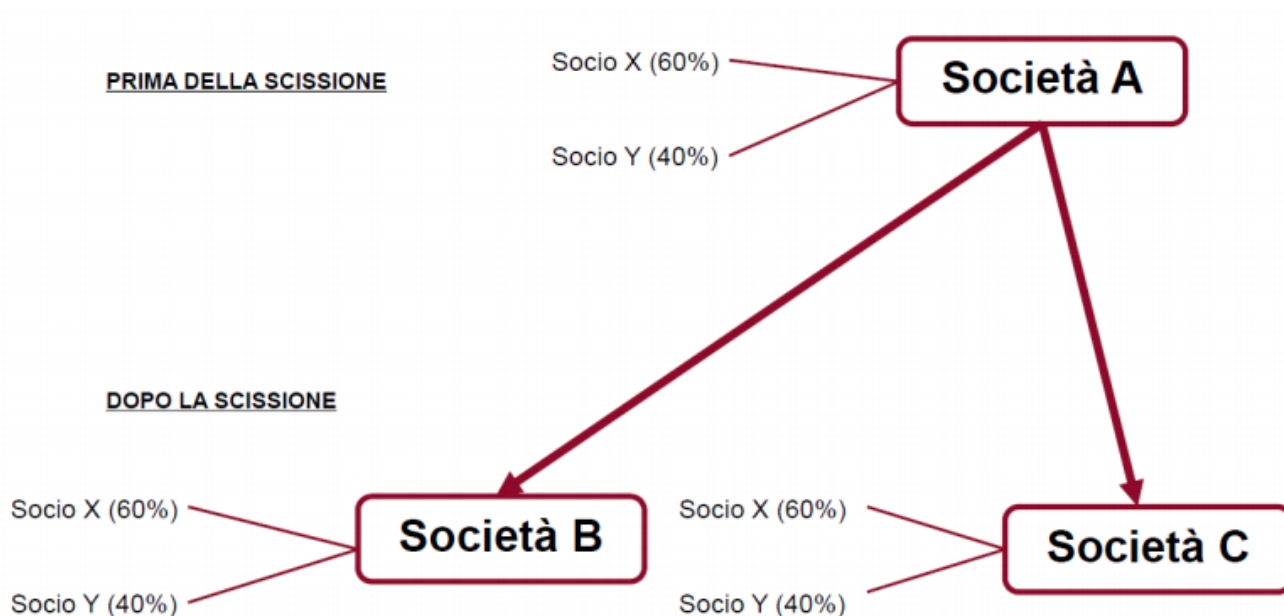 Socio X (60%)
Società A
PRIMA DELLA SCISSIONE
Socio Y (40%)
DOPO LA SCISSIONE
Socio X (60%)
Società B
Socio Y (40%)
Socio X (60%)
Società C
Socio Y (40%)